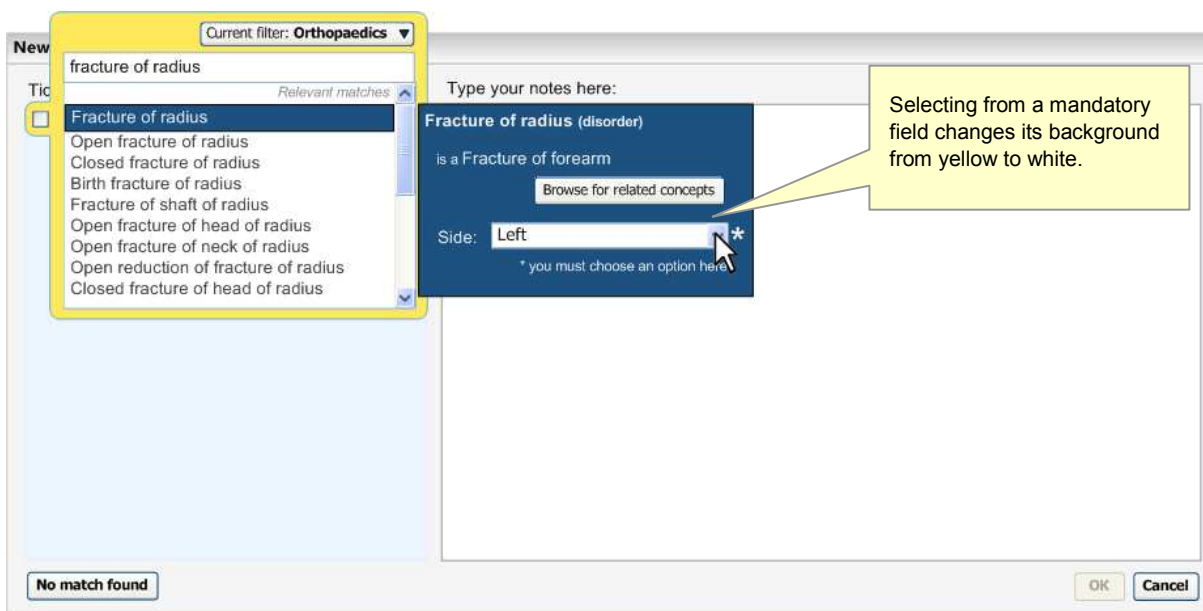 Current filter: Orthopaedics
New
fracture of radius
Tic
Relevant matches
Type your notes here:
Fracture of radius
Open fracture of radius
Closed fracture of radius
Birth fracture of radius
Fracture of shaft of radius
Open fracture of head of radius
Open fracture of neck of radius
Open reduction of fracture of radius
Closed fracture of head of radius
Fracture of radius (disorder)
is a Fracture of forearm
Browse for related concepts
Side: Left *
* you must choose an option here
Selecting from a mandatory
field changes its background
from yellow to white.
No match found
OK
Cancel